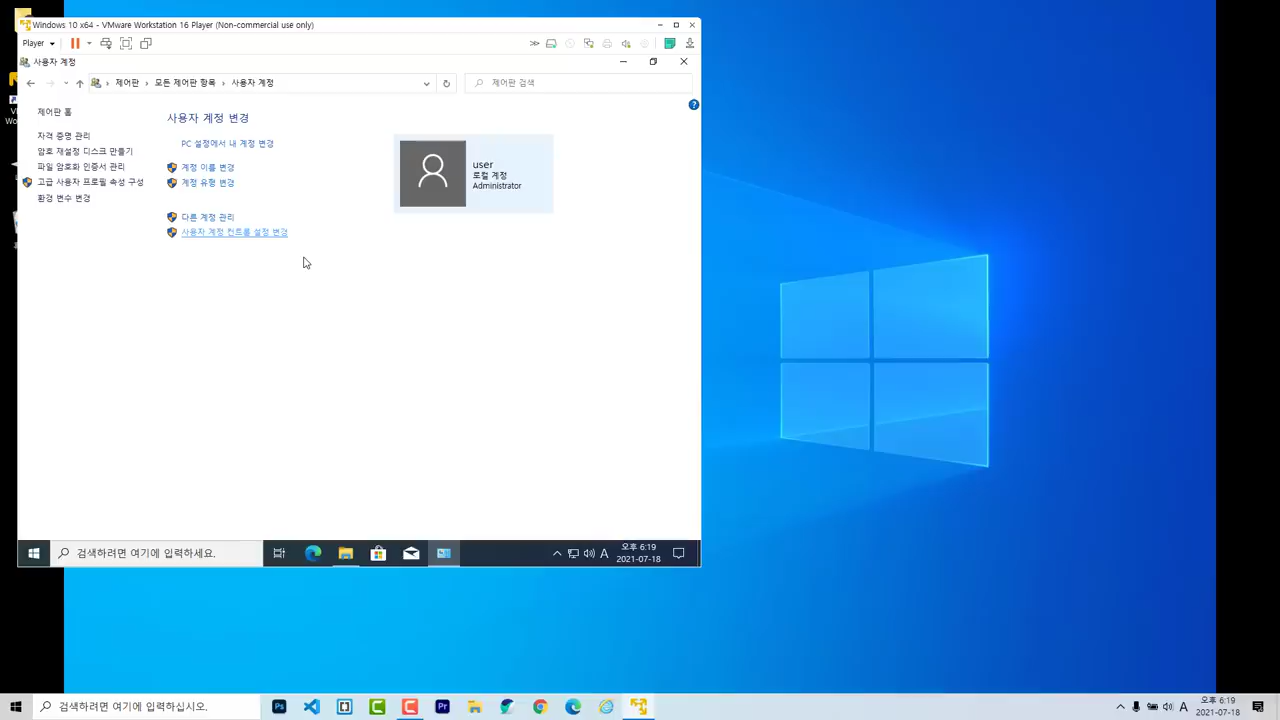 Windows 10 x64 - VMware Workstation 16 Player (Non-commercial use only)
Player
사용자 계정
제어판 › 모든 제어판 항목 › 사용자 계정
제어판 검색
제어판 홈
자격 증명 관리
암호 재설정 디스크 만들기
파일 암호화 인증서 관리
고급 사용자 프로필 속성 구성
환경 변수 변경
사용자 계정 변경
PC 설정에서 내 계정 변경
계정 이름 변경
계정 유형 변경
다른 계정 관리
사용자 계정 컨트롤 설정 변경
user
로컬 계정
Administrator
검색하려면 여기에 입력하세요.
A
오후 6:19
2021-07-18
검색하려면 여기에 입력하십시오.
Ps
Pr
A
오후 6:19
2021-07-18